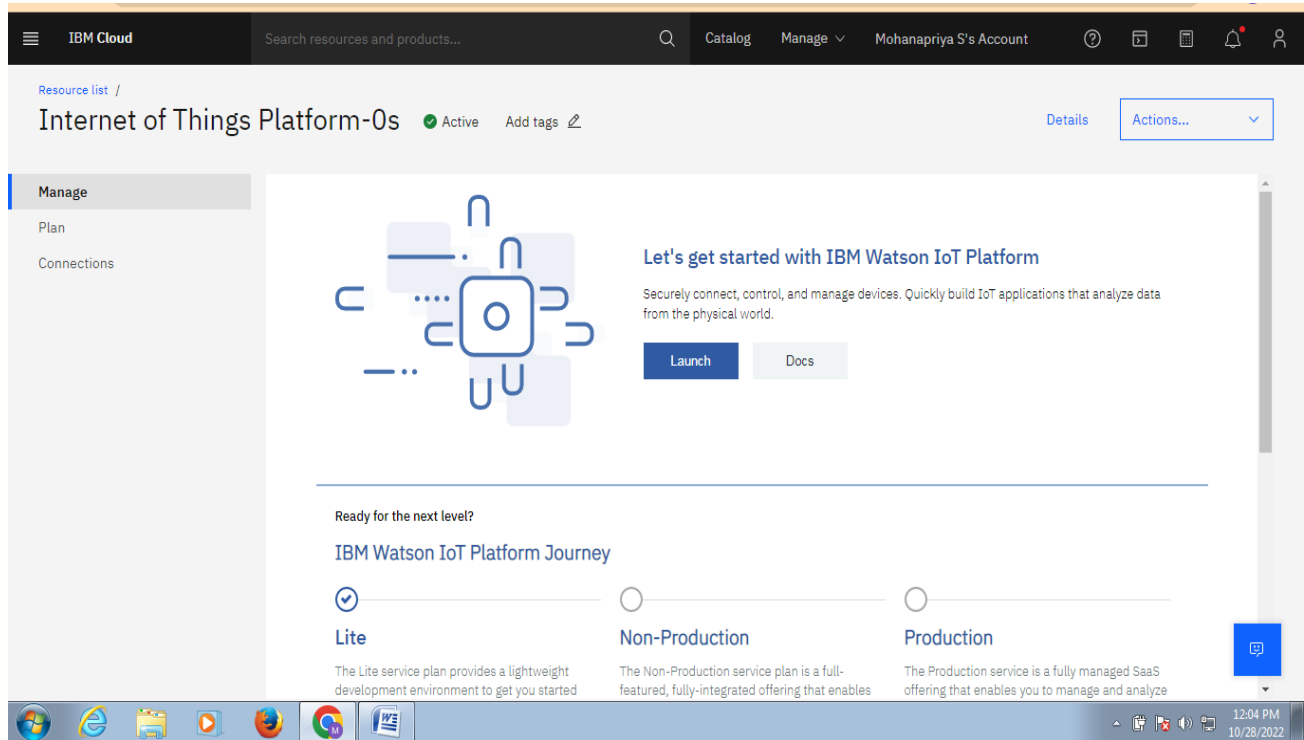 IBM Cloud
Search resources and products...
Catalog
Manage
Mohanapriya S's Account
Resource list /
Internet of Things Platform-0s
Active
Add tags
Details
Actions...
Manage
Plan
Connections
Let's get started with IBM Watson IoT Platform
Securely connect, control, and manage devices. Quickly build IoT applications that analyze data
from the physical world.
Launch
Docs
Ready for the next level?
IBM Watson IoT Platform Journey
Lite
Non-Production
Production
The Lite service plan provides a lightweight
development environment to get you started
The Non-Production service plan is a full-
featured, fully-integrated offering that enables
The Production service is a fully managed SaaS
offering that enables you to manage and analyze
12:04 PM
10/28/2022